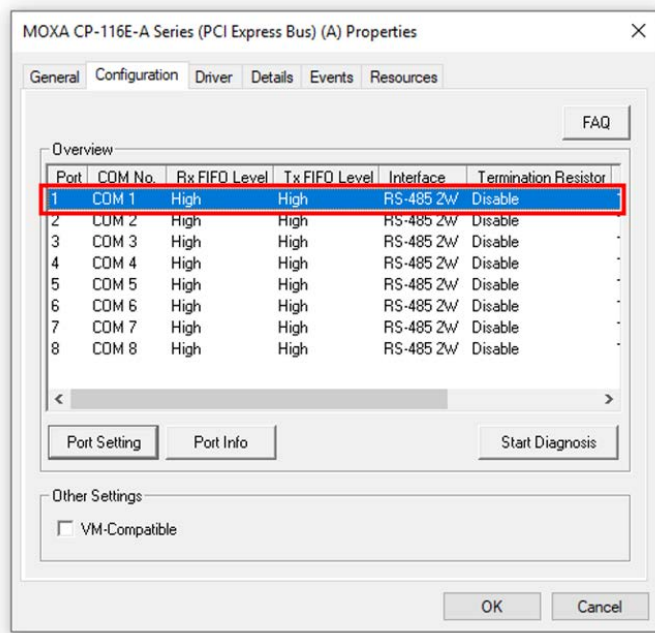 MOXA CP-116E-A Series (PCI Express Bus) (A) Properties
General Configuration Driver Details Events Resources
FAQ
Overview
Port COM No. Rx FIFO Level Tx FIFO Level Interface Termination Resistor
1 COM 1 High High RS-485 2W Disable
2 COM 2 High High RS-485 2W Disable
3 COM 3 High High RS-485 2W Disable
4 COM 4 High High RS-485 2W Disable
5 COM 5 High High RS-485 2W Disable
6 COM 6 High High RS-485 2W Disable
7 COM 7 High High RS-485 2W Disable
8 COM 8 High High RS-485 2W Disable
Port Setting Port Info Start Diagnosis
Other Settings
VM-Compatible
OK Cancel